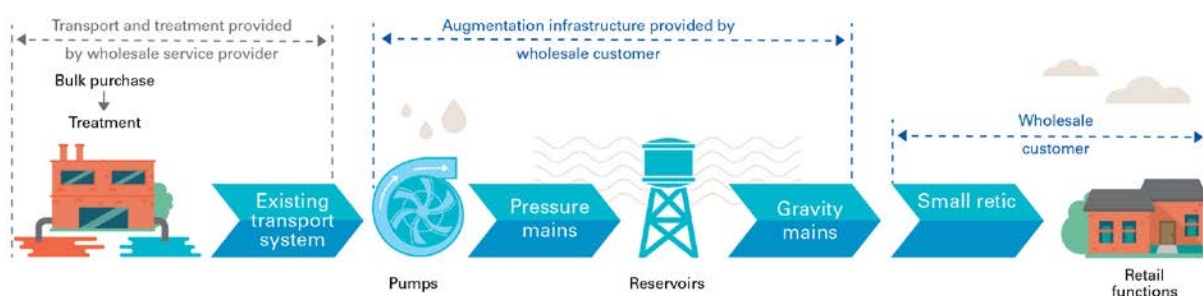 Transport and treatment provided
by wholesale service provider
Bulk purchase
Treatment
Augmentation infrastructure provided by
wholesale customer
Wholesale
customer
Existing
transport
system
Pressure
mains
Gravity
mains
Small retic
Pumps
Reservoirs
Retail
functions